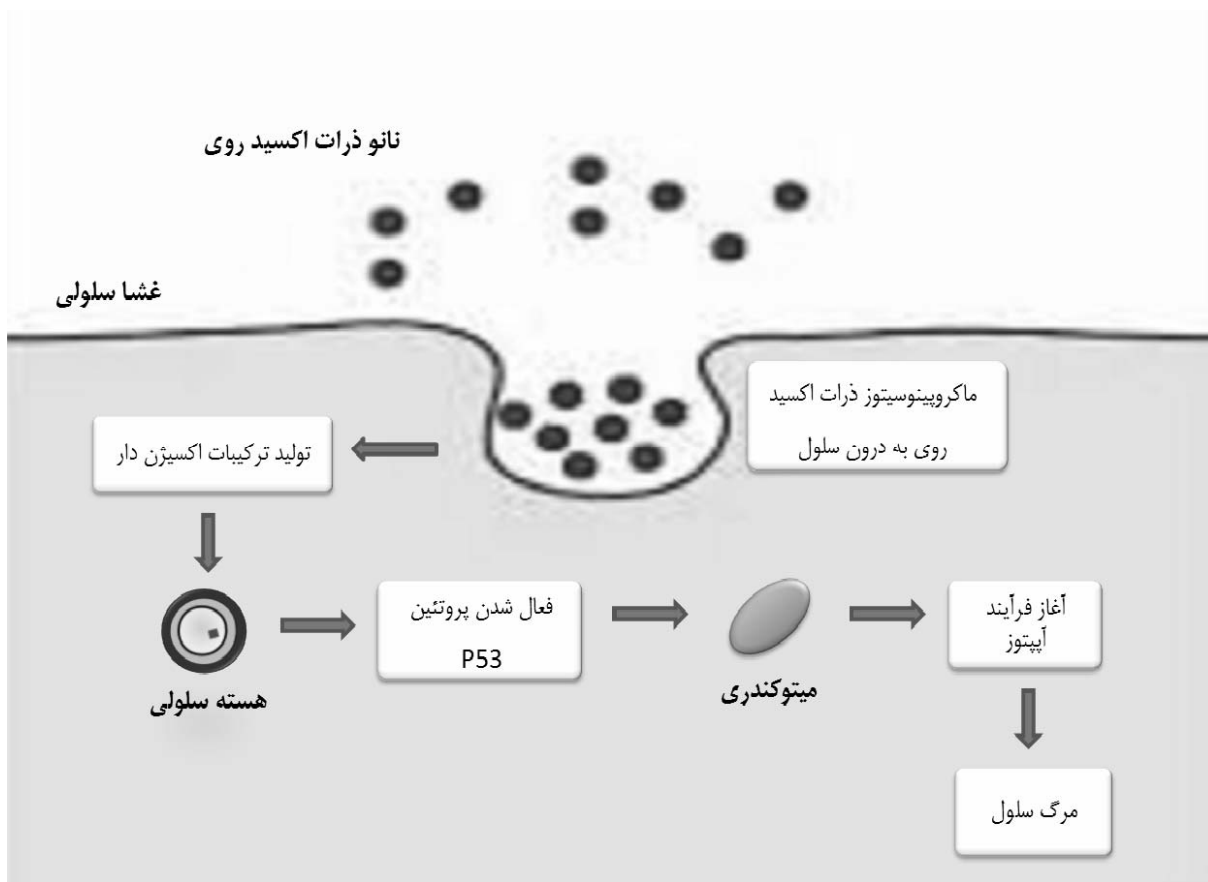 نانو ذرات اکسید روی
غشا سلولی
ماکروپینوسیتوز ذرات اکسید
روی به درون سلول
تولید ترکیبات اکسیژن دار
هسته سلولی
فعال شدن پروتئین
P53
میتوکندری
آغاز فرآیند
آپپتوز
مرگ سلول